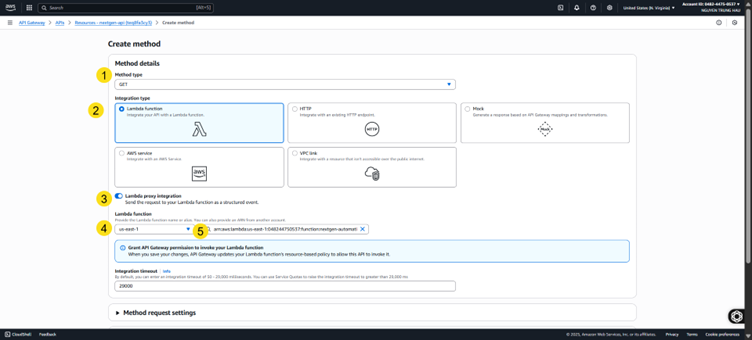 aws
Search
[Alt+S]
United States (N. Virginia)
Account ID: 0482-4475-0537
NGUYEN TRUNG HAU
API Gateway > APIs > Resources - nextgen-api > Create method
Create method
Method details
1
Method type
GET
2
Integration type
Lambda function
Integrate your API with a Lambda function.
HTTP
Integrate with an existing HTTP endpoint.
HTTP
Mock
Generate a response based on API Gateway mappings and transformations.
Mock
AWS service
Integrate with an AWS Service.
aws
VPC link
Integrate with a resource that isn't accessible over the public internet.
3
Lambda proxy integration
Send the request to your Lambda function as a structured event.
Lambda function
Provide the Lambda function name or alias. You can also provide an ARN from another account.
4
us-east-1
5
arn:aws:lambda:us-east-1:048244750537:function:nextgen-automati
Grant API Gateway permission to invoke your Lambda function
When you save your changes, API Gateway updates your Lambda function's resource-based policy to allow this API to invoke it.
Integration timeout Info
By default, you can enter an integration timeout of 50 - 29,000 milliseconds. You can use Service Quotas to raise the integration timeout to greater than 29,000 ms
29000
Method request settings
CloudShell
Feedback
© 2025, Amazon Web Services, Inc. or its affiliates.
Privacy
Terms
Cookie preferences